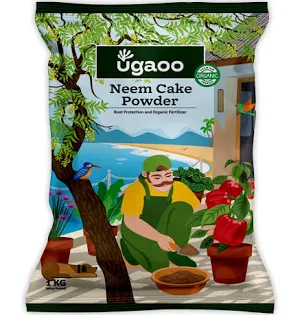 ugaoo
ORGANIC
Neem Cake
Powder
Root Protection and Organic Fertilizer
1 KG